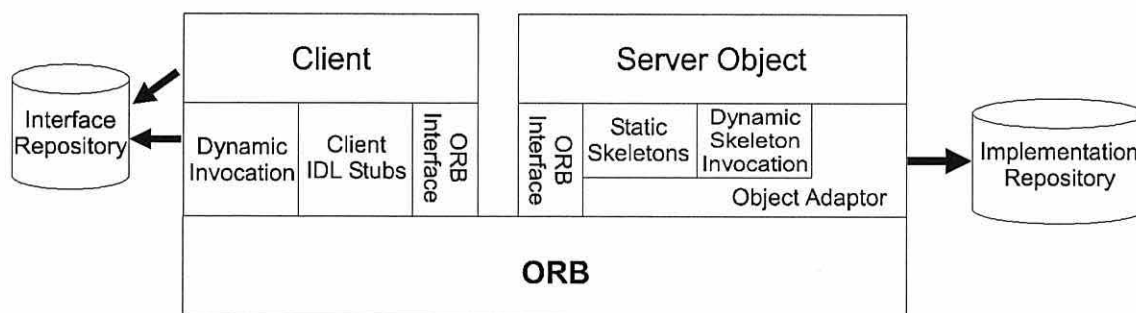 Client
Server Object
Interface
Repository
Dynamic
Invocation
Client
IDL Stubs
ORB
Interface
ORB
Interface
Static
Skeletons
Dynamic
Skeleton
Invocation
Object Adaptor
Implementation
Repository
ORB